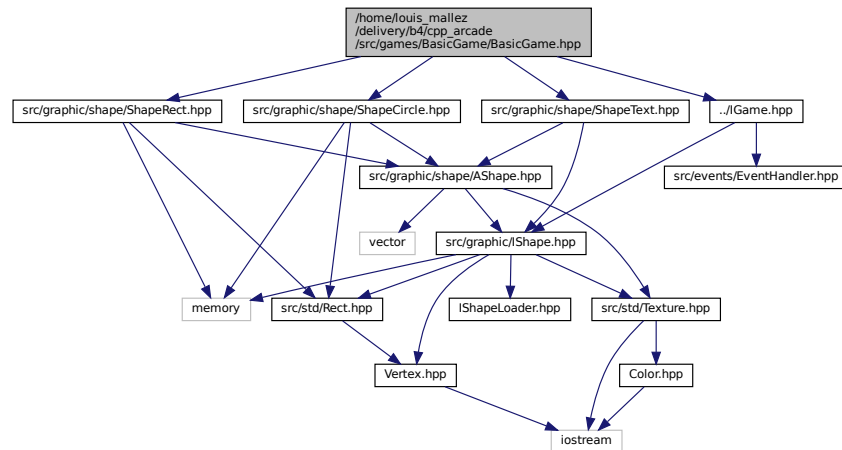 /home/louis_mallez
/delivery/b4/cpp_arcade
/src/games/BasicGame/BasicGame.hpp
src/graphic/shape/ShapeRect.hpp
src/graphic/shape/ShapeCircle.hpp
src/graphic/shape/ShapeText.hpp
../IGame.hpp
src/graphic/shape/AShape.hpp
src/events/EventHandler.hpp
vector
src/graphic/IShape.hpp
memory
src/std/Rect.hpp
IShapeLoader.hpp
src/std/Texture.hpp
Vertex.hpp
Color.hpp
iostream